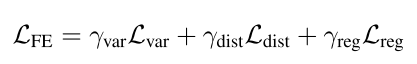 ℒ_FE = γ_var ℒ_var + γ_dist ℒ_dist + γ_reg ℒ_reg